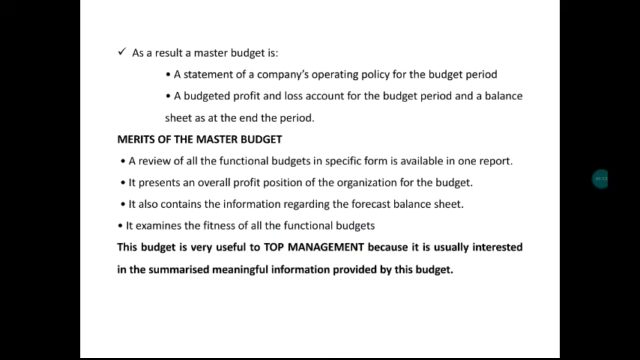 ✓ As a result a master budget is:
• A statement of a company's operating policy for the budget period
• A budgeted profit and loss account for the budget period and a balance
sheet as at the end the period.
MERITS OF THE MASTER BUDGET
• A review of all the functional budgets in specific form is available in one report.
• It presents an overall profit position of the organization for the budget.
• It also contains the information regarding the forecast balance sheet.
• It examines the fitness of all the functional budgets
This budget is very useful to TOP MANAGEMENT because it is usually interested
in the summarised meaningful information provided by this budget.